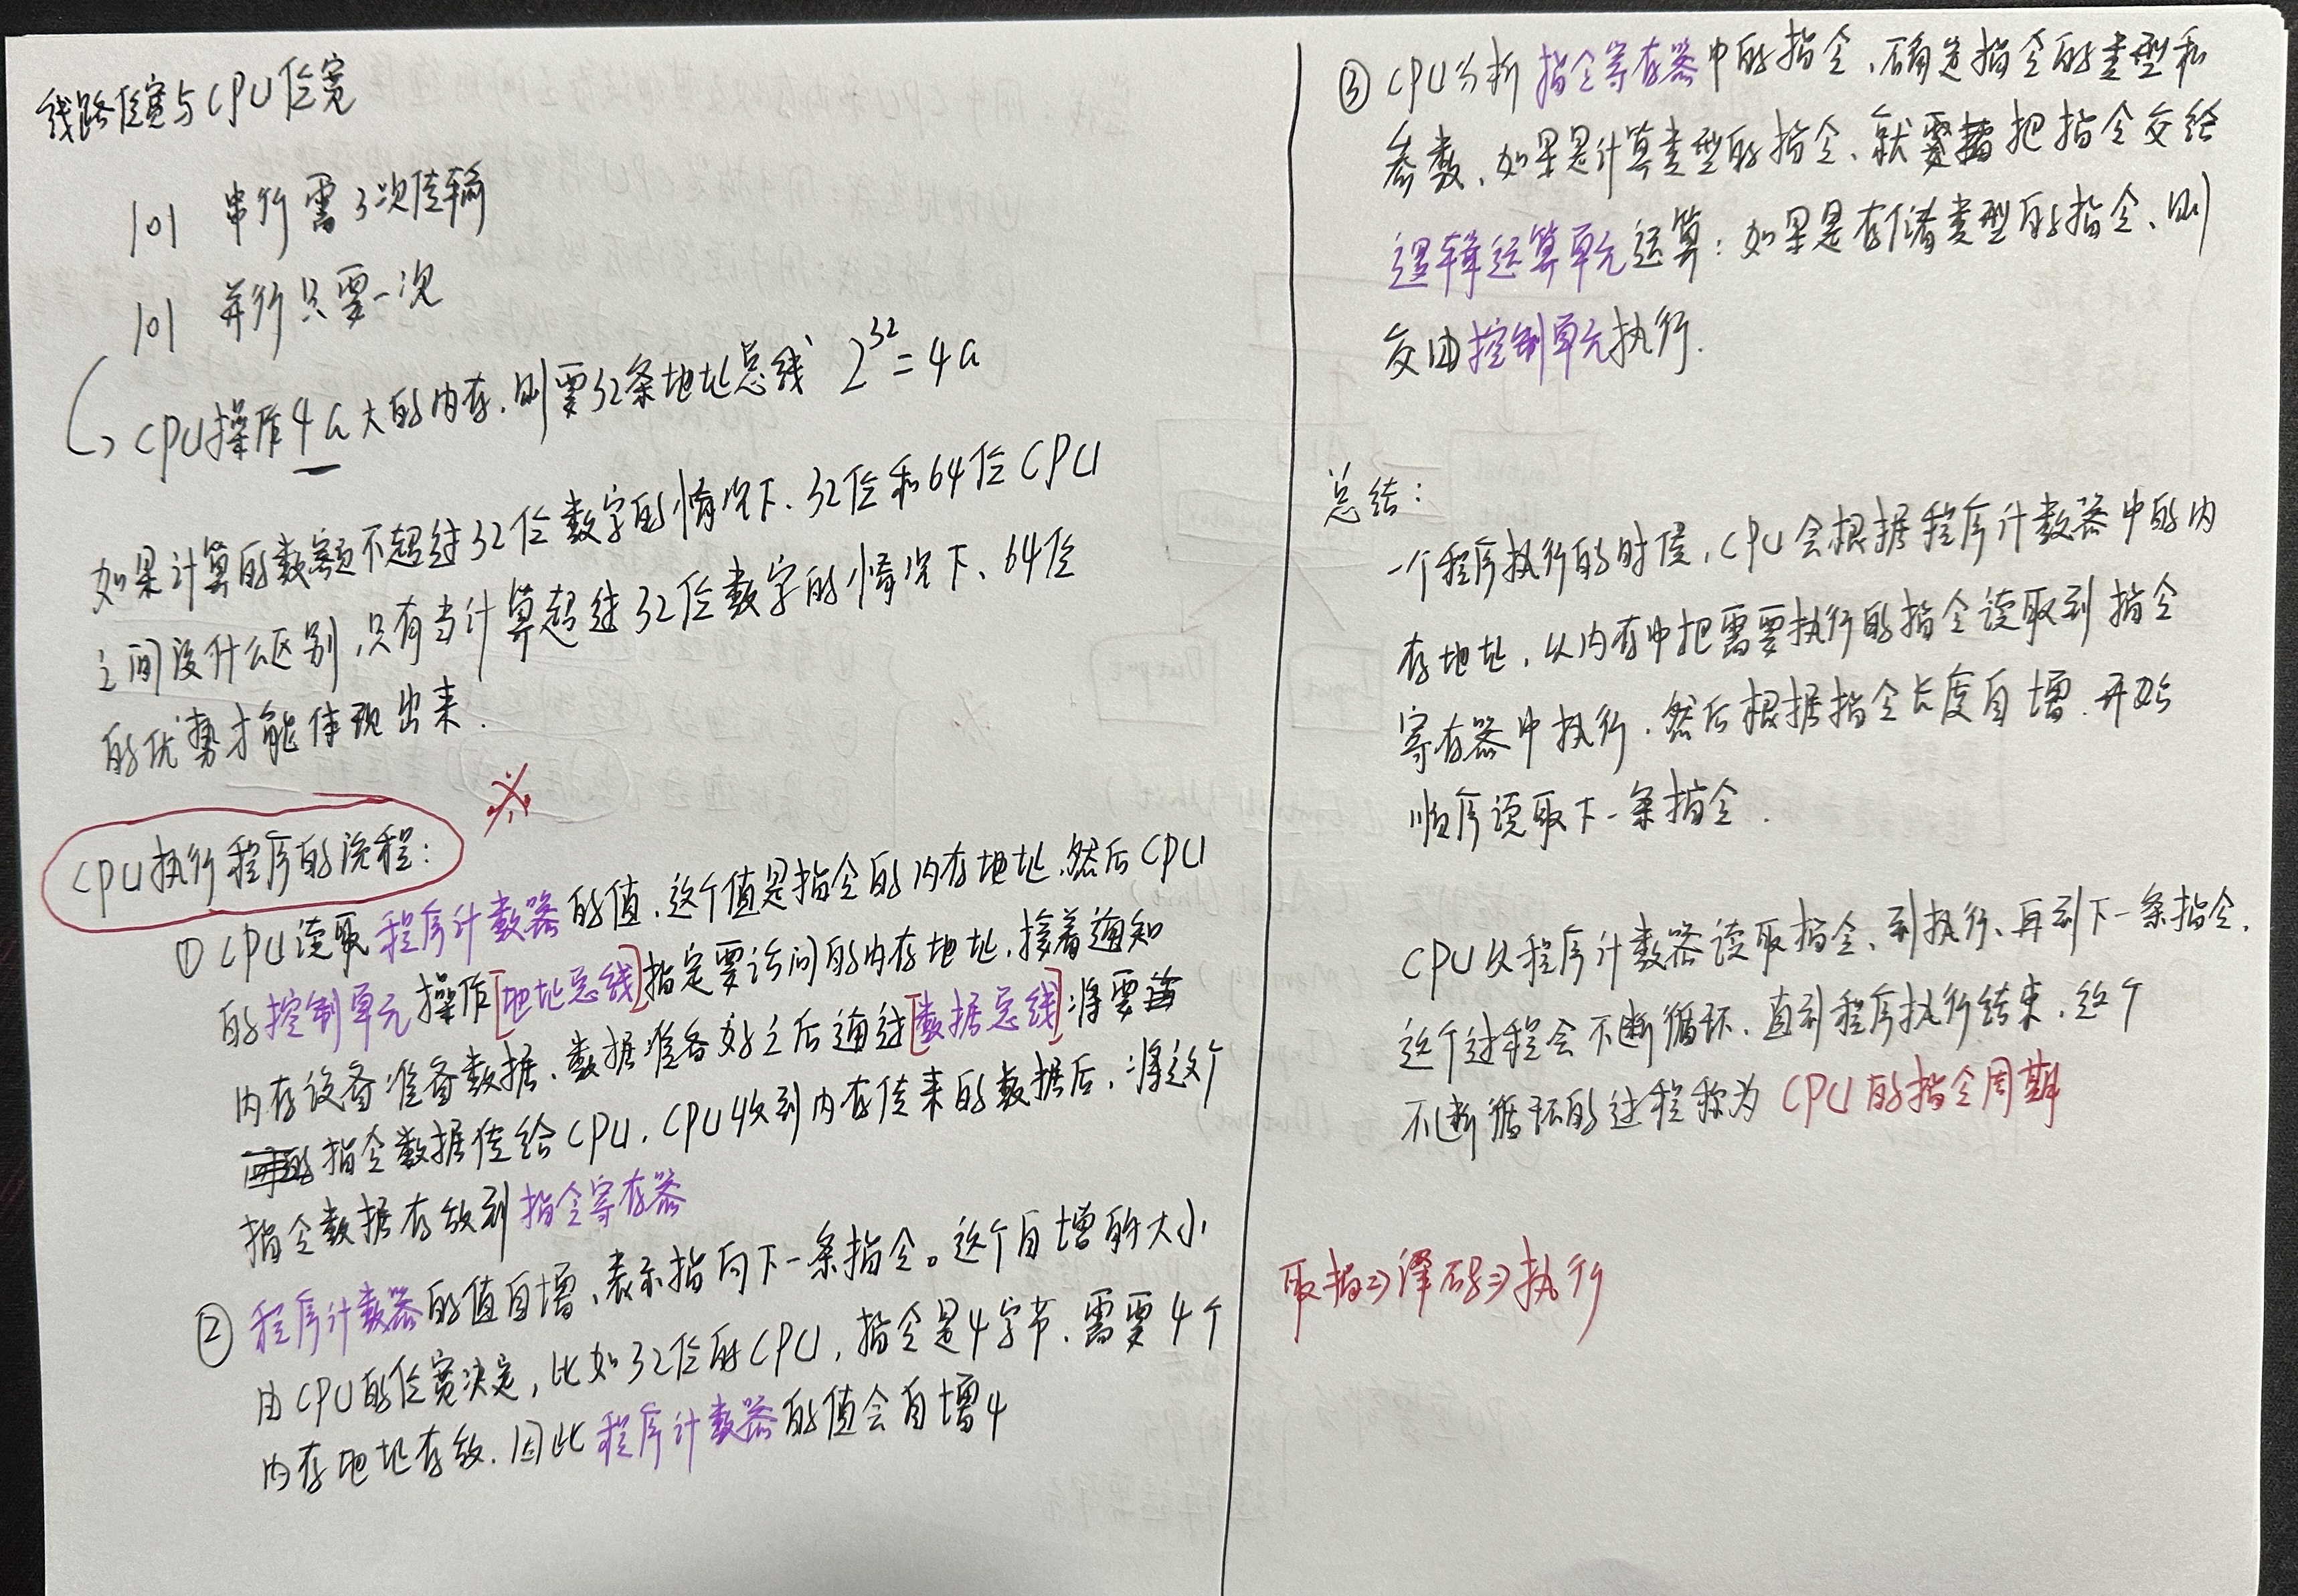 线路位宽与CPU位宽
101 串行需3次传输
101 并行只要一次
CPU操作4G大的内存,则需要32条地址总线 2^32=4G
如果计算的数额不超过32位数字的情况下、32位和64位CPU
之间没什么区别,只有当计算超过32位数字的情况下、64位
的优势才能体现出来.
CPU执行程序的流程:
① CPU读取程序计数器的值、这个值是指令的内存地址、然后CPU
的控制单元操作[地址总线]指定要访问的内存地址、接着通知
内存设备准备数据、数据准备好之后通过[数据总线]将要
指令数据传给CPU,CPU收到内存传来的数据后,将这个
指令数据存放到指令寄存器
② 程序计数器的值自增、表示指向下一条指令。这个自增的大小
由CPU的位宽决定,比如32位的CPU,指令是4字节、需要4个
内存地址存放、因此程序计数器的值会自增4
③ CPU分析指令寄存器中的指令、确定指令的类型和
参数、如果是计算类型的指令、就要把指令交给
逻辑运算单元运算;如果是存储类型的指令、则
交由控制单元执行.
总结:
一个程序执行的时候,CPU会根据程序计数器中的内
存地址,从内存中把需要执行的指令读取到指令
寄存器中执行、然后根据指令长度自增、开始
顺序读取下一条指令.
CPU从程序计数器读取指令、到执行、再到下一条指令,
这个过程会不断循环、直到程序执行结束、这个
不断循环的过程称为CPU的指令周期
取指⇒译码⇒执行